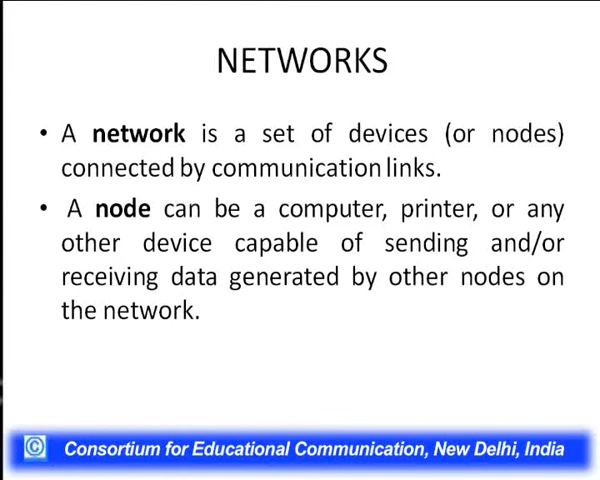 NETWORKS
• A network is a set of devices (or nodes)
connected by communication links.
• A node can be a computer, printer, or any
other device capable of sending and/or
receiving data generated by other nodes on
the network.
© Consortium for Educational Communication, New Delhi, India